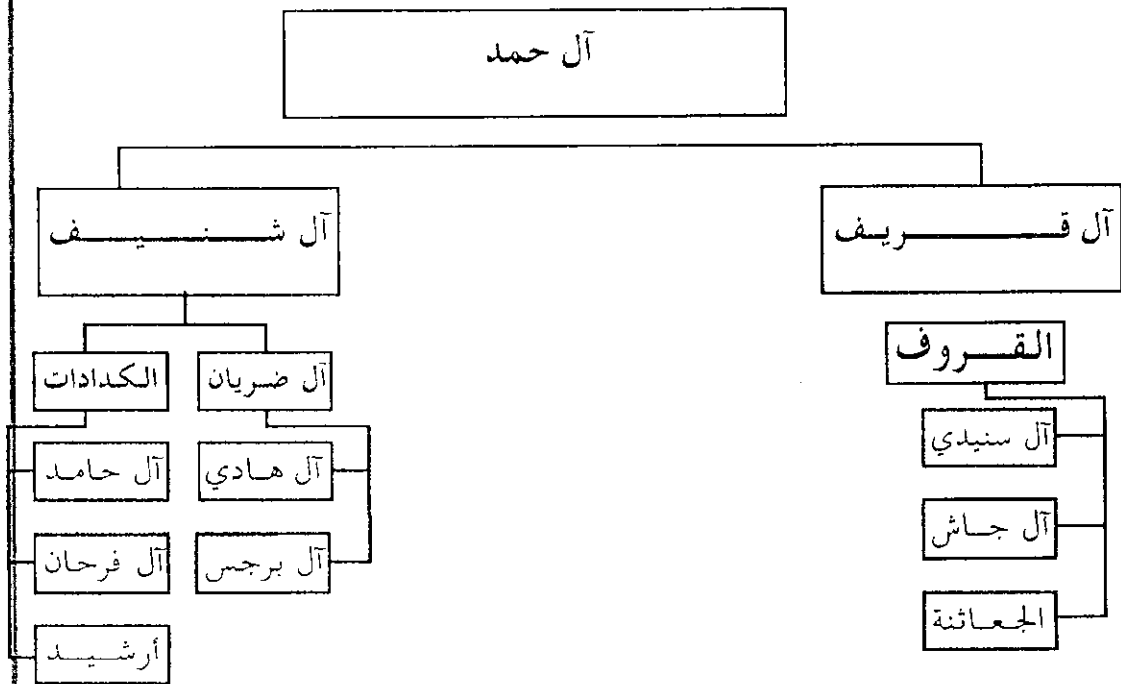 آل حمد
آل قريف
آل شنيف
القروف
آل ضريان
الكدادات
آل سنيدي
آل هادي
آل حامد
آل جاش
آل برجس
آل فرحان
الجعاثنة
أرشيد